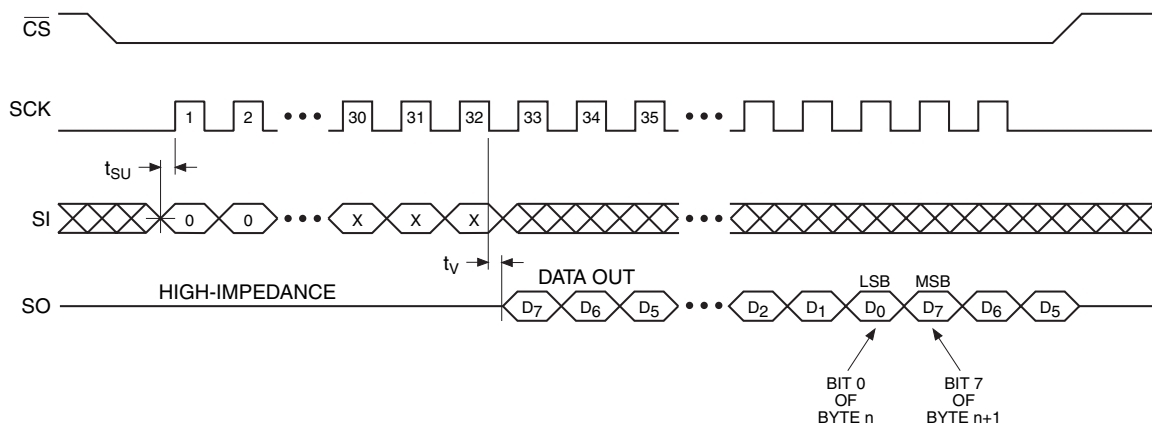 CS
SCK
1 2 ••• 30 31 32 33 34 35 •••
tSU
SI
0 0 ••• X X X •••
tV
DATA OUT
HIGH-IMPEDANCE
LSB MSB
SO
D7 D6 D5 ••• D2 D1 D0 D7 D6 D5
BIT 0
OF
BYTE n
BIT 7
OF
BYTE n+1